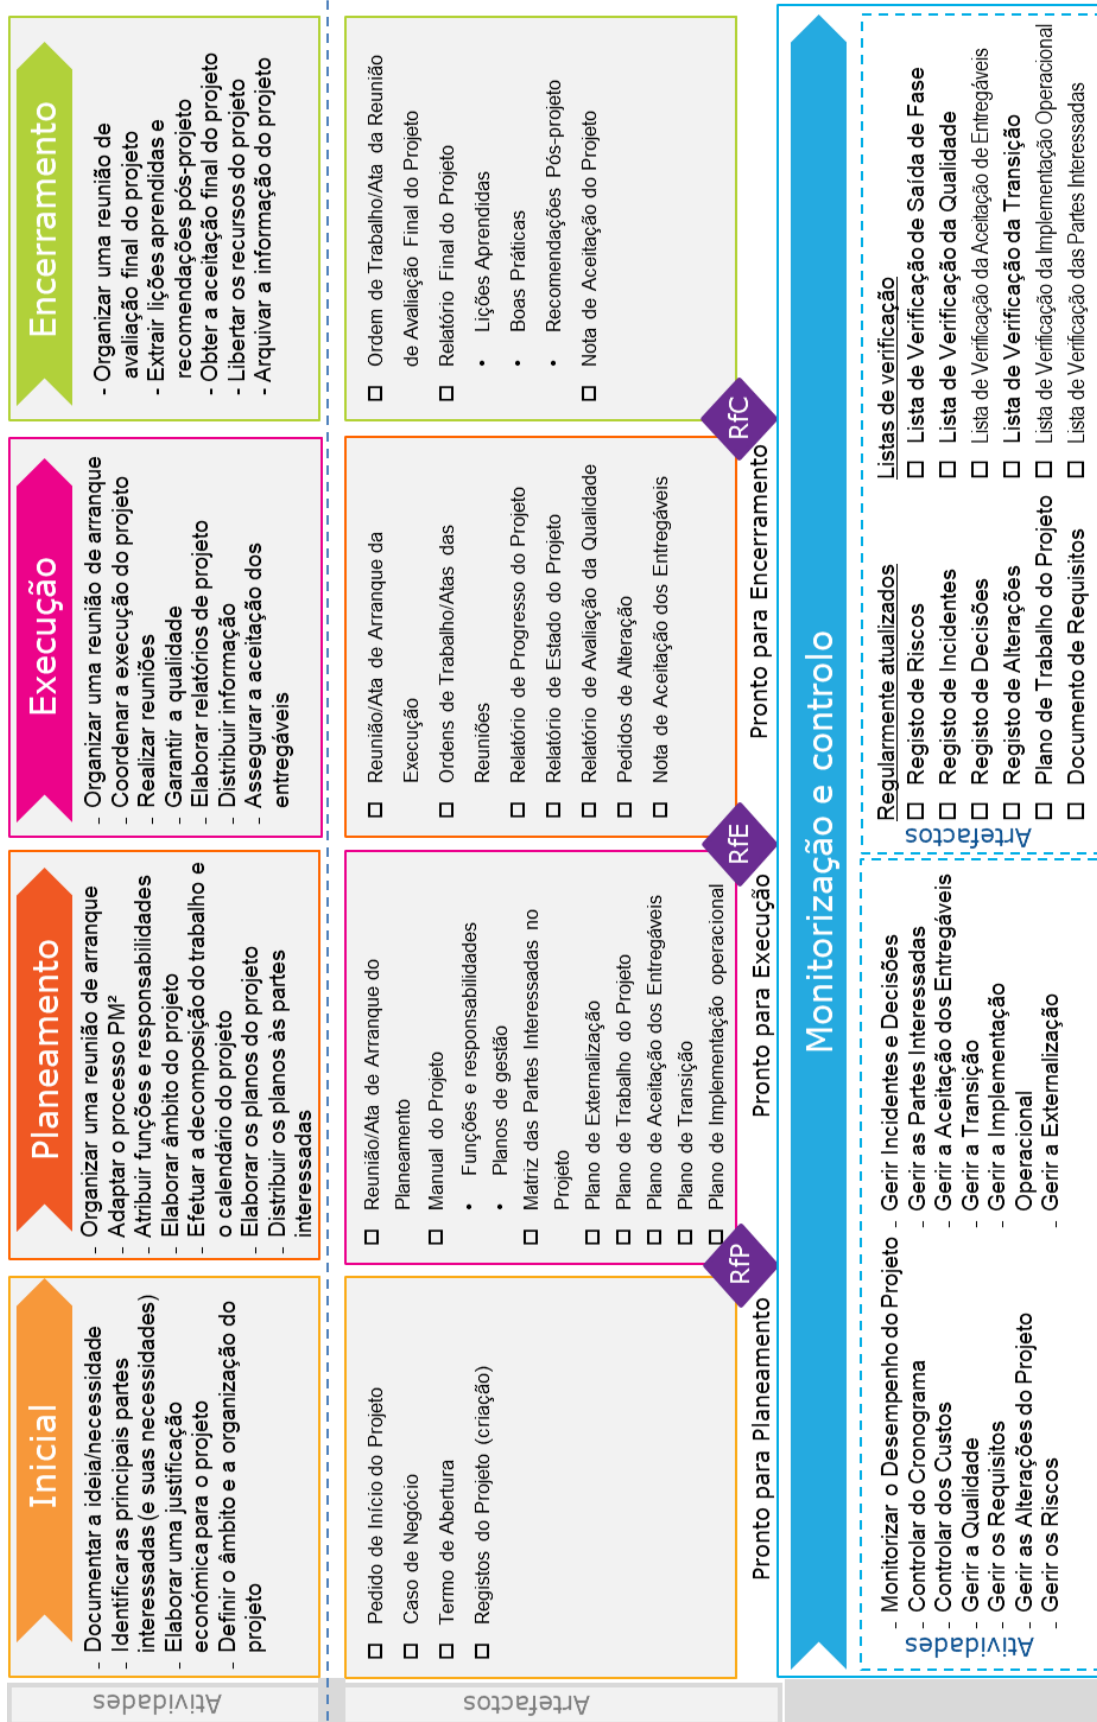 Inicial
Planeamento
Execução
Encerramento
Atividades
- Documentar a ideia/necessidade
- Identificar as principais partes
interessadas (e suas necessidades)
- Elaborar uma justificação
económica para o projeto
- Definir o âmbito e a organização do
projeto
- Organizar uma reunião de arranque
- Adaptar o processo PM²
- Atribuir funções e responsabilidades
- Elaborar âmbito do projeto
- Efetuar a decomposição do trabalho e
o calendário do projeto
- Elaborar os planos do projeto
- Distribuir os planos às partes
interessadas
- Organizar uma reunião de arranque
- Coordenar a execução do projeto
- Realizar reuniões
- Garantir a qualidade
- Elaborar relatórios de projeto
- Distribuir informação
- Assegurar a aceitação dos
entregáveis
- Organizar uma reunião de
avaliação final do projeto
- Extrair lições aprendidas e
recomendações pós-projeto
- Obter a aceitação final do projeto
- Libertar os recursos do projeto
- Arquivar a informação do projeto
Artefactos
☐ Pedido de Início do Projeto
☐ Caso de Negócio
☐ Termo de Abertura
☐ Registos do Projeto (criação)
☐ Reunião/Ata de Arranque do
Planeamento
☐ Manual do Projeto
• Funções e responsabilidades
• Planos de gestão
☐ Matriz das Partes Interessadas no
Projeto
☐ Plano de Externalização
☐ Plano de Trabalho do Projeto
☐ Plano de Aceitação dos Entregáveis
☐ Plano de Transição
☐ Plano de Implementação operacional
☐ Reunião/Ata de Arranque da
Execução
☐ Ordens de Trabalho/Atas das
Reuniões
☐ Relatório de Progresso do Projeto
☐ Relatório de Estado do Projeto
☐ Relatório de Avaliação da Qualidade
☐ Pedidos de Alteração
☐ Nota de Aceitação dos Entregáveis
☐ Ordem de Trabalho/Ata da Reunião
de Avaliação Final do Projeto
☐ Relatório Final do Projeto
• Lições Aprendidas
• Boas Práticas
• Recomendações Pós-projeto
☐ Nota de Aceitação do Projeto
RfP
RfE
RfC
Pronto para Planeamento
Pronto para Execução
Pronto para Encerramento
Monitorização e controlo
Atividades
- Monitorizar o Desempenho do Projeto
- Controlar do Cronograma
- Controlar dos Custos
- Gerir a Qualidade
- Gerir os Requisitos
- Gerir as Alterações do Projeto
- Gerir os Riscos
- Gerir Incidentes e Decisões
- Gerir as Partes Interessadas
- Gerir a Aceitação dos Entregáveis
- Gerir a Transição
- Gerir a Implementação
Operacional
- Gerir a Externalização
Artefactos
Regularmente atualizados
☐ Registo de Riscos
☐ Registo de Incidentes
☐ Registo de Decisões
☐ Registo de Alterações
☐ Plano de Trabalho do Projeto
☐ Documento de Requisitos
Listas de verificação
☐ Lista de Verificação de Saída de Fase
☐ Lista de Verificação da Qualidade
☐ Lista de Verificação da Aceitação de Entregáveis
☐ Lista de Verificação da Transição
☐ Lista de Verificação da Implementação Operacional
☐ Lista de Verificação das Partes Interessadas